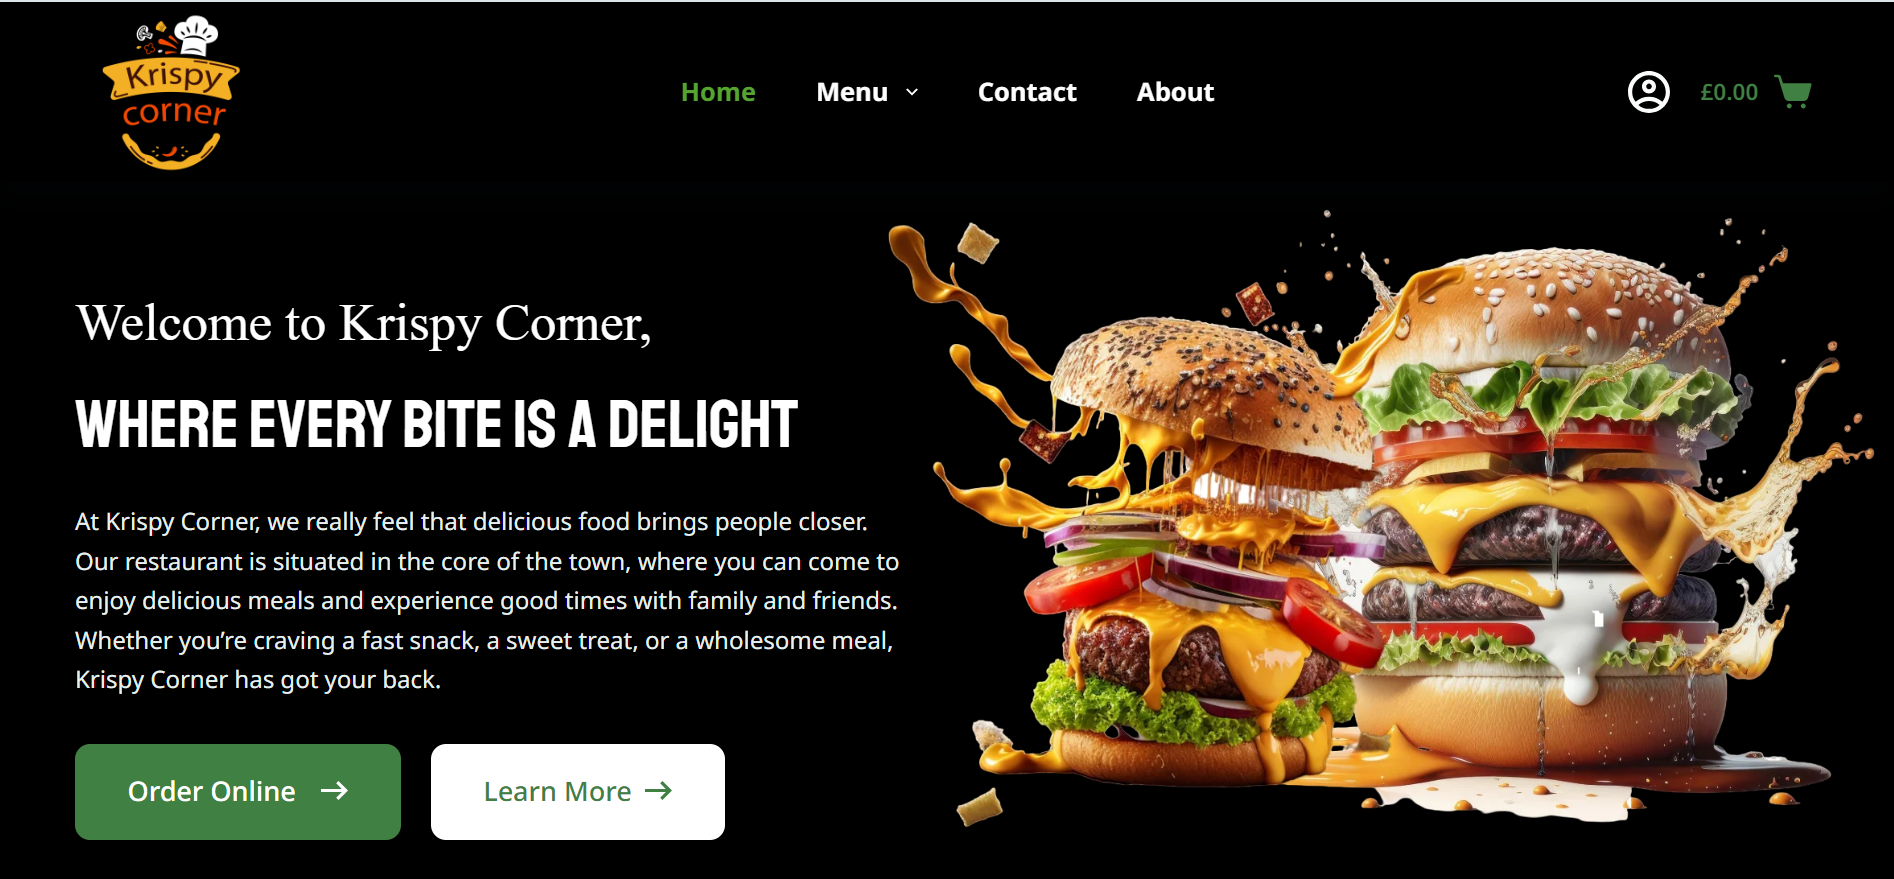 Krispy
corner
Home
Menu
Contact
About
£0.00
Welcome to Krispy Corner,
WHERE EVERY BITE IS A DELIGHT
At Krispy Corner, we really feel that delicious food brings people closer.
Our restaurant is situated in the core of the town, where you can come to
enjoy delicious meals and experience good times with family and friends.
Whether you’re craving a fast snack, a sweet treat, or a wholesome meal,
Krispy Corner has got your back.
Order Online
Learn More